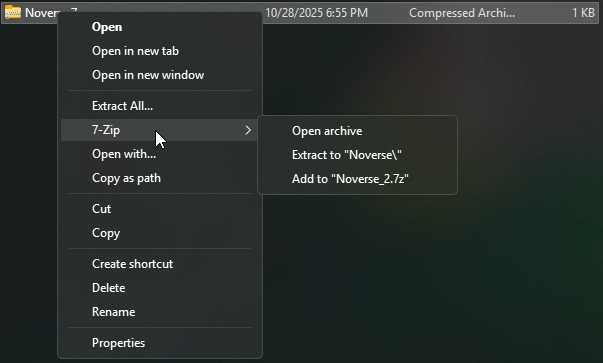 Noverse.7z 10/28/2025 6:55 PM Compressed Archi... 1 KB
Open
Open in new tab
Open in new window
Extract All...
7-Zip
Open archive
Open with...
Extract to "Noverse\"
Copy as path
Add to "Noverse_2.7z"
Cut
Copy
Create shortcut
Delete
Rename
Properties